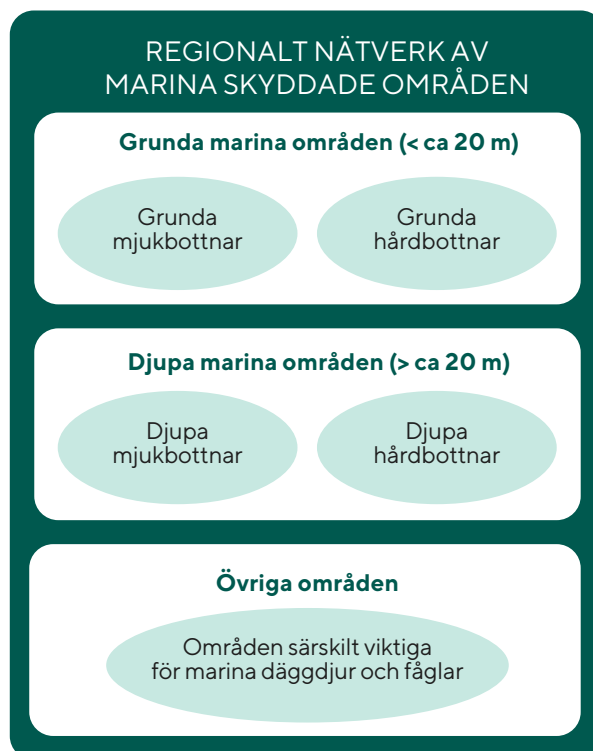 REGIONALT NÄTVERK AV
MARINA SKYDDADE OMRÅDEN
Grunda marina områden (< ca 20 m)
Grunda
mjukbottnar
Grunda
hårdbottnar
Djupa marina områden (> ca 20 m)
Djupa
mjukbottnar
Djupa
hårdbottnar
Övriga områden
Områden särskilt viktiga
för marina däggdjur och fåglar